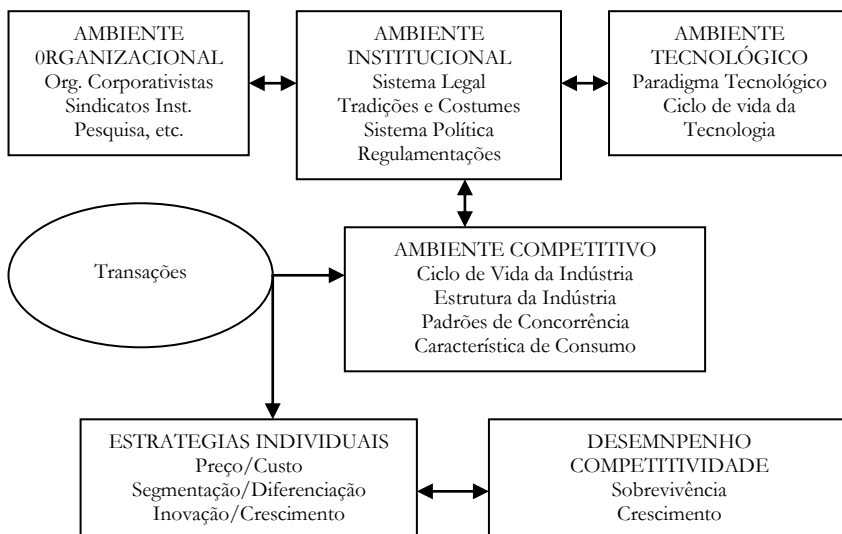 AMBIENTE
0RGANIZACIONAL
Org. Corporativistas
Sindicatos Inst.
Pesquisa, etc.
AMBIENTE
INSTITUCIONAL
Sistema Legal
Tradições e Costumes
Sistema Política
Regulamentações
AMBIENTE
TECNOLÓGICO
Paradigma Tecnológico
Ciclo de vida da
Tecnologia
Transações
AMBIENTE COMPETITIVO
Ciclo de Vida da Indústria
Estrutura da Indústria
Padrões de Concorrência
Característica de Consumo
ESTRATEGIAS INDIVIDUAIS
Preço/Custo
Segmentação/Diferenciação
Inovação/Crescimento
DESEMNPENHO
COMPETITIVIDADE
Sobrevivência
Crescimento